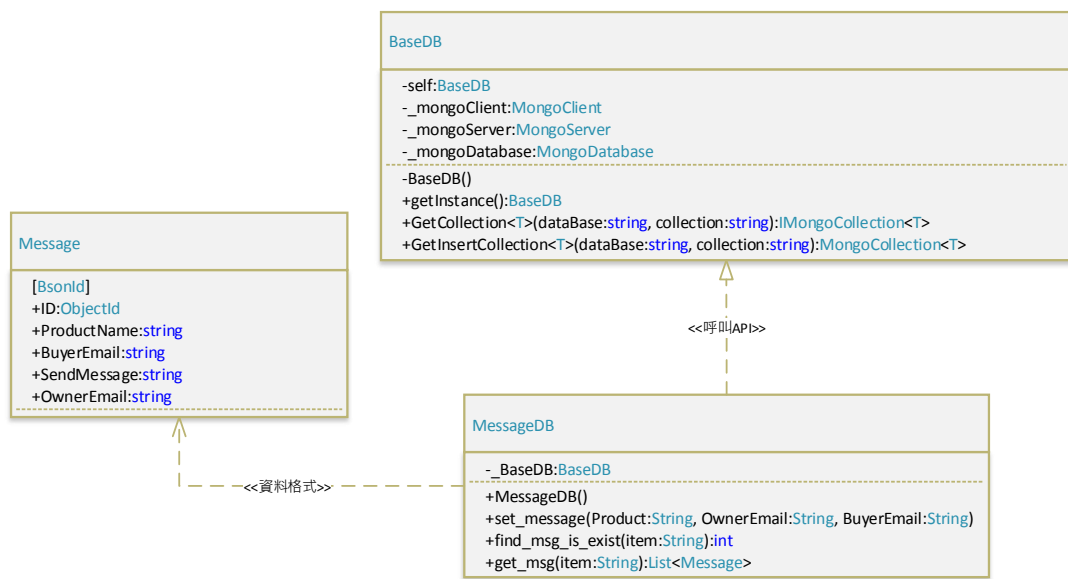 BaseDB
-self:BaseDB
-_mongoClient:MongoClient
-_mongoServer:MongoServer
-_mongoDatabase:MongoDatabase
-BaseDB()
+getInstance():BaseDB
+GetCollection<T>(dataBase:string, collection:string):IMongoCollection<T>
+GetInsertCollection<T>(dataBase:string, collection:string):MongoCollection<T>
Message
[BsonId]
+ID:ObjectId
+ProductName:string
+BuyerEmail:string
+SendMessage:string
+OwnerEmail:string
<<呼叫API>>
<<資料格式>>
MessageDB
-_BaseDB:BaseDB
+MessageDB()
+set_message(Product:String, OwnerEmail:String, BuyerEmail:String)
+find_msg_is_exist(item:String):int
+get_msg(item:String):List<Message>